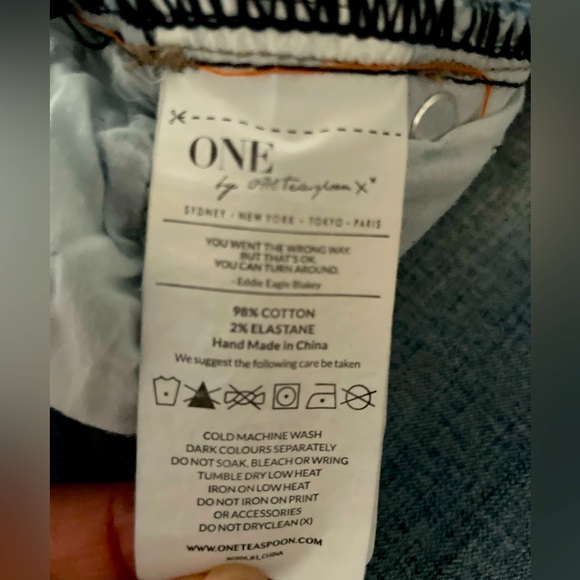 ONE
by oneteaspoon X
SYDNEY - NEW YORK - TOKYO - PARIS
YOU WENT THE WRONG WAY.
BUT THAT'S OK.
YOU CAN TURN AROUND.
- Eddie Eagle Blakey
98% COTTON
2% ELASTANE
Hand Made in China
We suggest the following care be taken
COLD MACHINE WASH
DARK COLOURS SEPARATELY
DO NOT SOAK, BLEACH OR WRING
TUMBLE DRY LOW HEAT
IRON ON LOW HEAT
DO NOT IRON ON PRINT
OR ACCESSORIES
DO NOT DRYCLEAN (X)
WWW.ONETEASPOON.COM